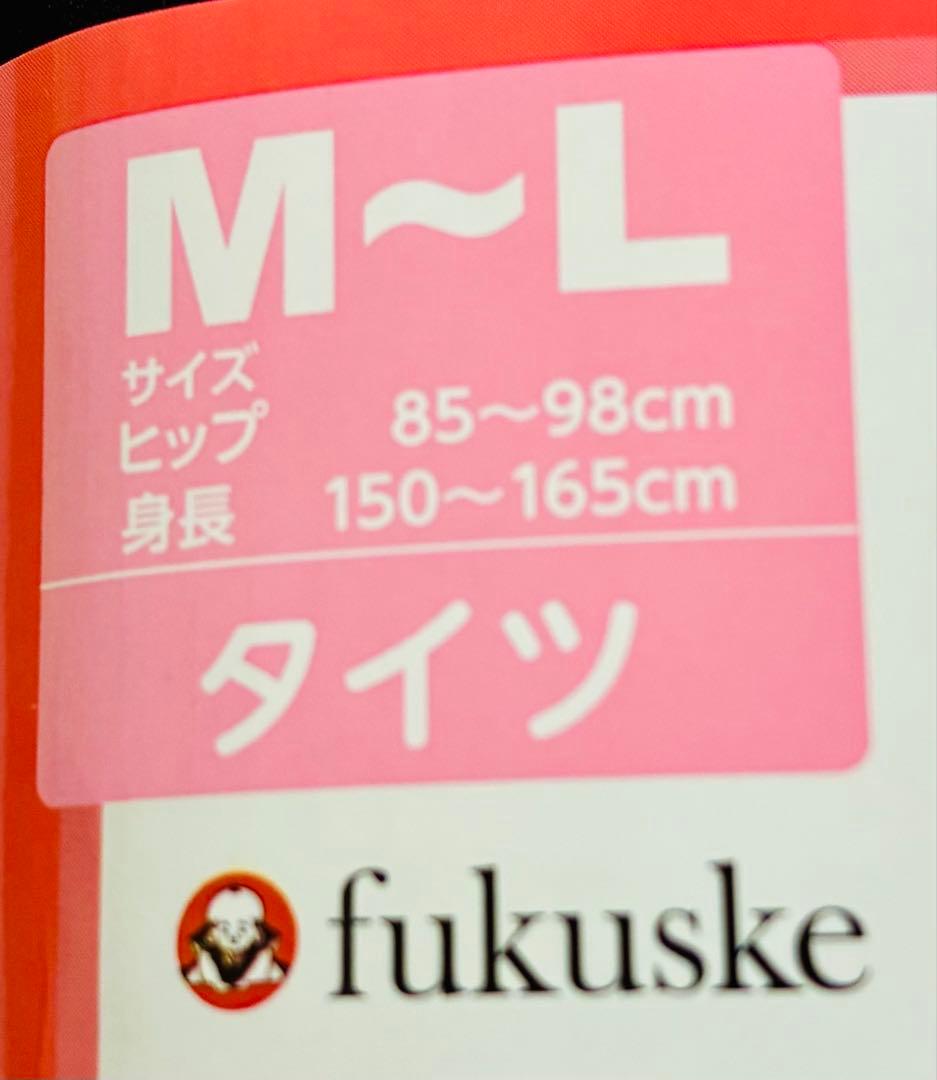 M～L
サイズ
ヒップ 85～98cm
身長 150～165cm
タイツ
fukuske